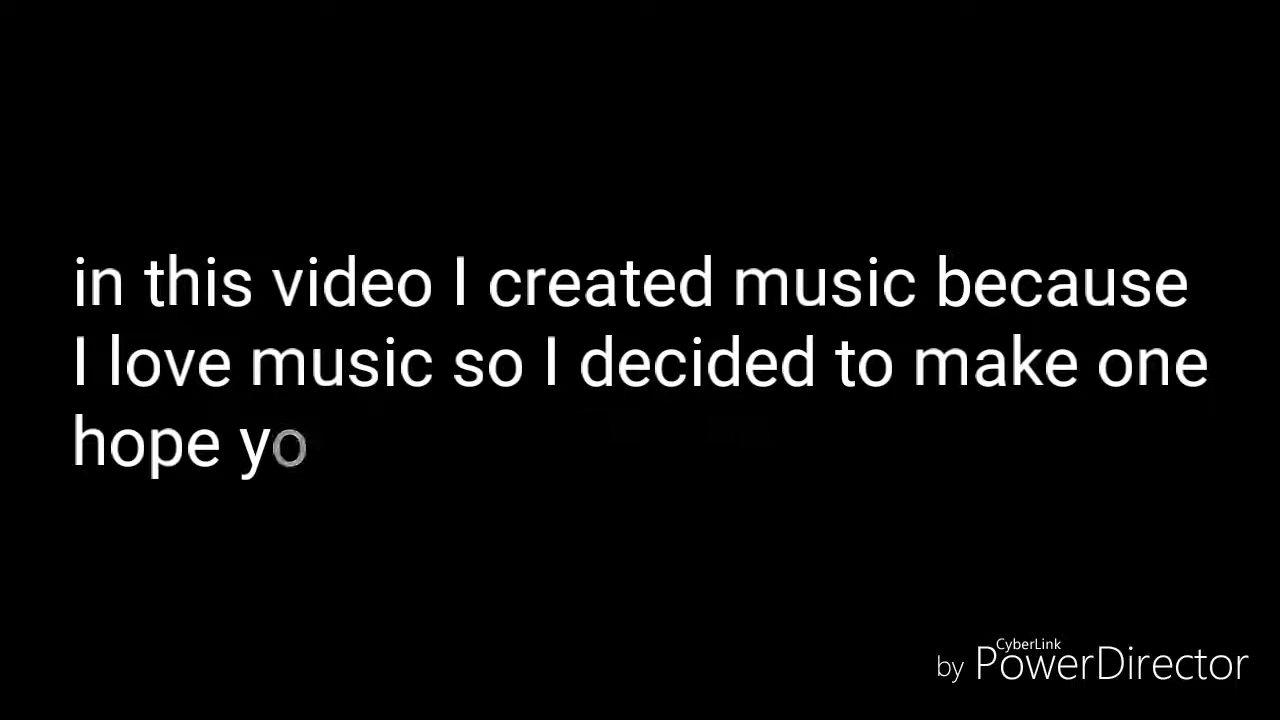 in this video I created music because
I love music so I decided to make one
hope yo
CyberLink
by PowerDirector